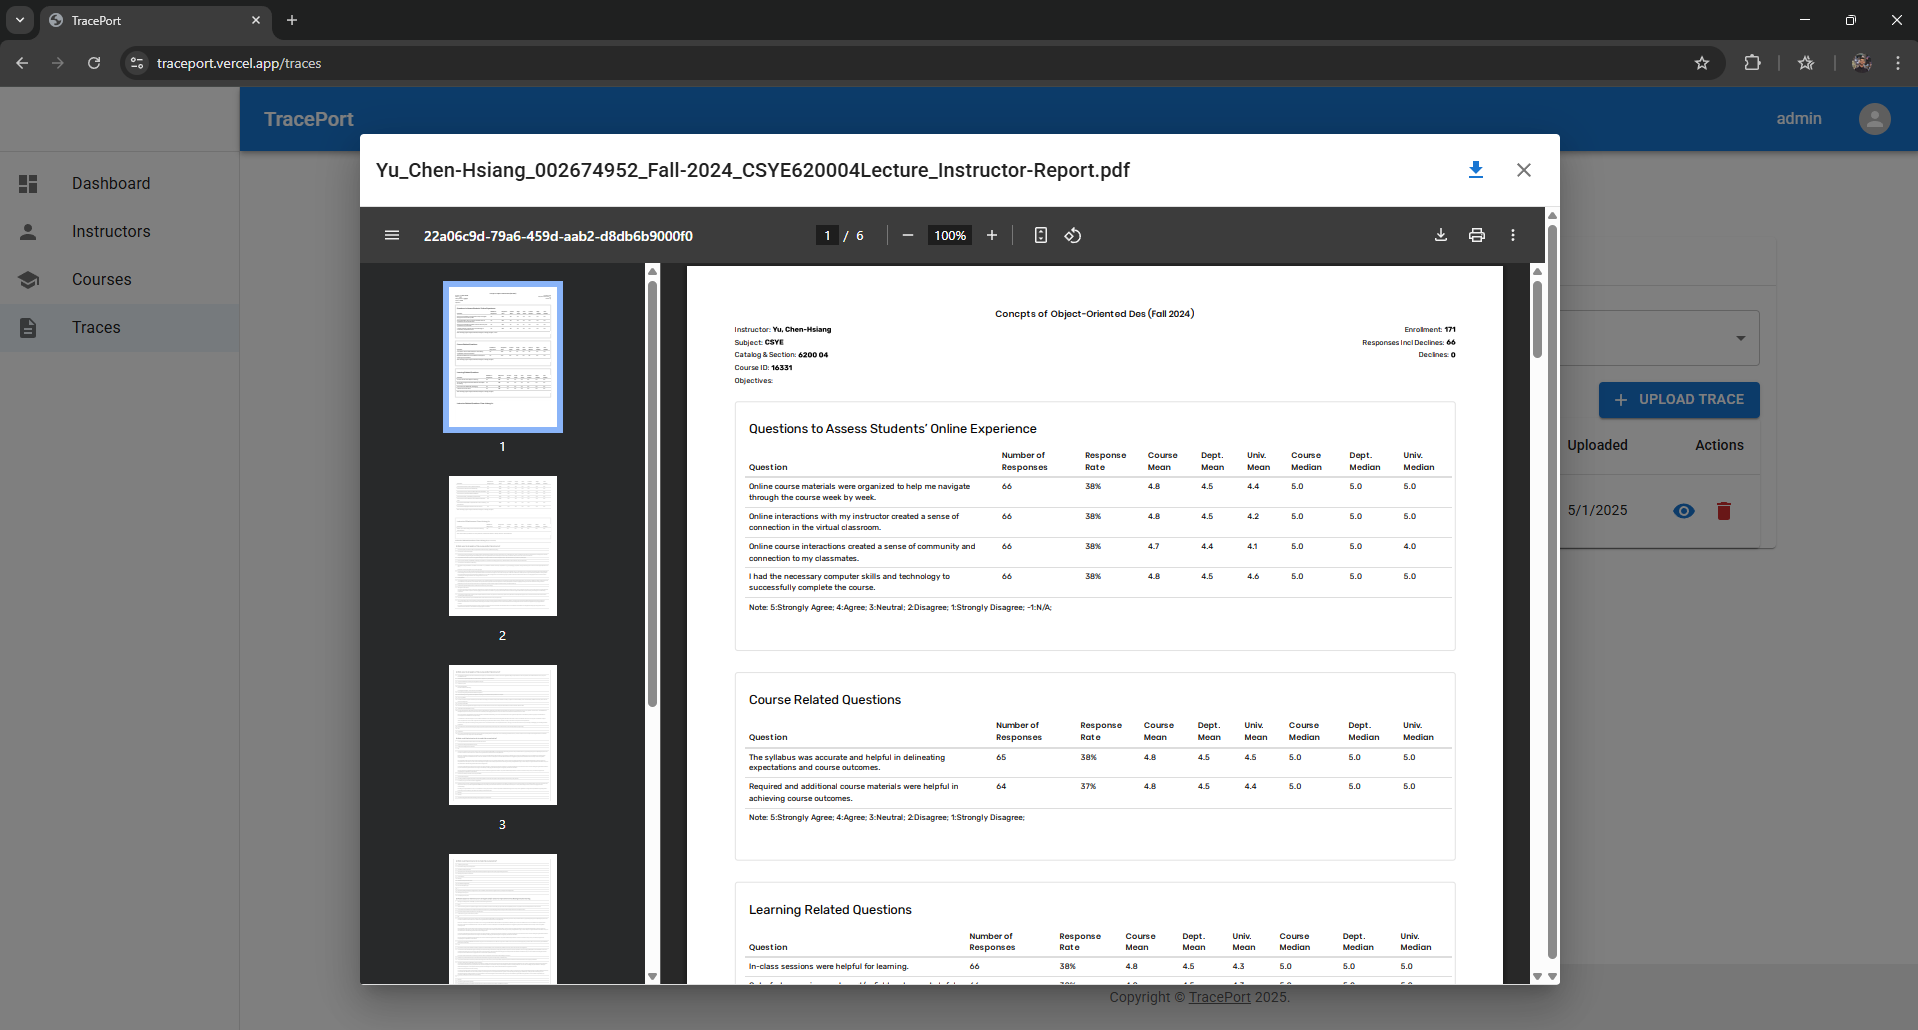 TracePort
traceport.vercel.app/traces
TracePort
admin
Dashboard
Instructors
Courses
Traces
Yu_Chen-Hsiang_002674952_Fall-2024_CSYE620004Lecture_Instructor-Report.pdf
22a06c9d-79a6-459d-aab2-d8db6b9000f0
1 / 6
100%
1
2
3
Concpts of Object-Oriented Des (Fall 2024)
Instructor: Yu, Chen-Hsiang
Subject: CSYE
Catalog & Section: 6200 04
Course ID: 16331
Objectives:
Enrollment: 171
Responses Incl Declines: 66
Declines: 0
Questions to Assess Students' Online Experience
Question Number of Responses Response Rate Course Mean Dept. Mean Univ. Mean Course Median Dept. Median Univ. Median
Online course materials were organized to help me navigate through the course week by week. 66 38% 4.8 4.5 4.4 5.0 5.0 5.0
Online interactions with my instructor created a sense of connection in the virtual classroom. 66 38% 4.8 4.5 4.2 5.0 5.0 5.0
Online course interactions created a sense of community and connection to my classmates. 66 38% 4.7 4.4 4.1 5.0 5.0 4.0
I had the necessary computer skills and technology to successfully complete the course. 66 38% 4.8 4.5 4.6 5.0 5.0 5.0
Note: 5:Strongly Agree; 4:Agree; 3:Neutral; 2:Disagree; 1:Strongly Disagree; -1:N/A;
Course Related Questions
Question Number of Responses Response Rate Course Mean Dept. Mean Univ. Mean Course Median Dept. Median Univ. Median
The syllabus was accurate and helpful in delineating expectations and course outcomes. 65 38% 4.8 4.5 4.5 5.0 5.0 5.0
Required and additional course materials were helpful in achieving course outcomes. 64 37% 4.8 4.5 4.4 5.0 5.0 5.0
Note: 5:Strongly Agree; 4:Agree; 3:Neutral; 2:Disagree; 1:Strongly Disagree;
Learning Related Questions
Question Number of Responses Response Rate Course Mean Dept. Mean Univ. Mean Course Median Dept. Median Univ. Median
In-class sessions were helpful for learning. 66 38% 4.8 4.5 4.3 5.0 5.0 5.0
UPLOAD TRACE
Uploaded Actions
5/1/2025
Copyright © TracePort 2025.